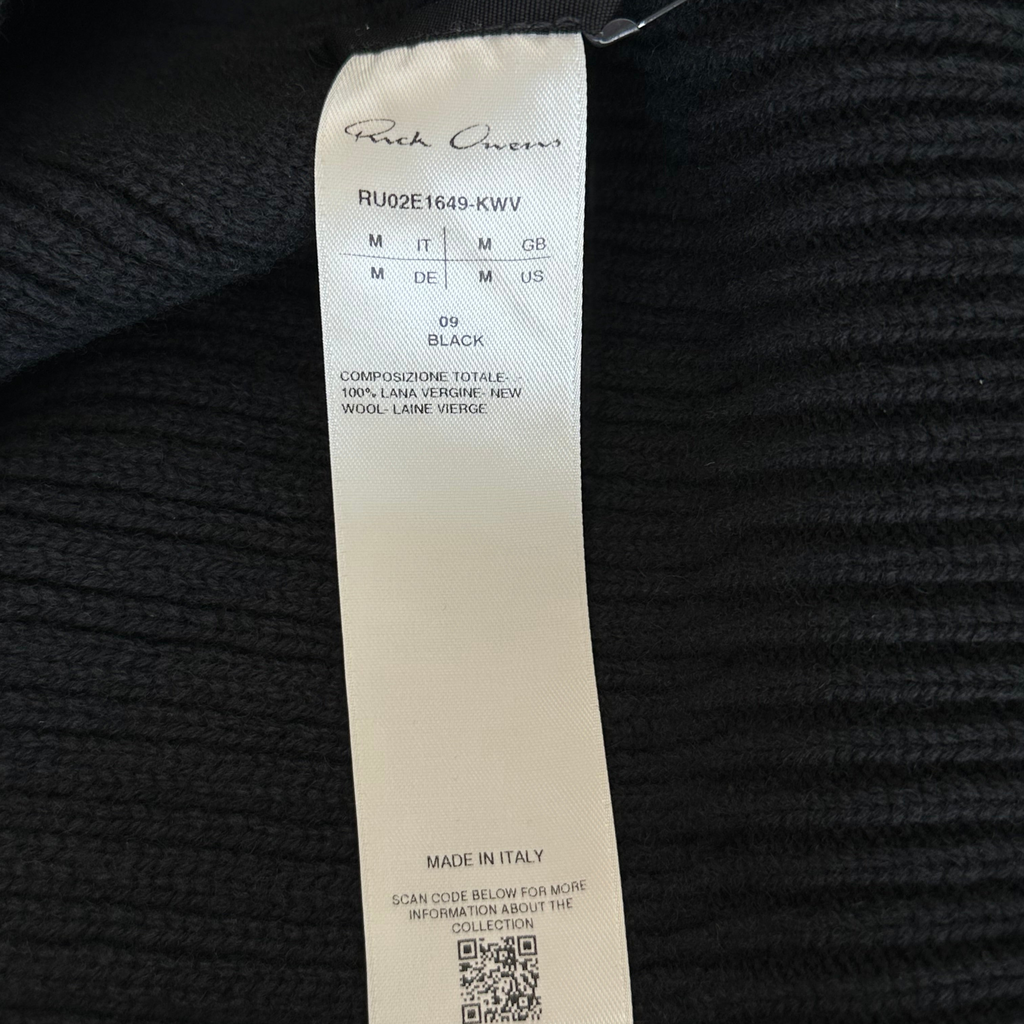 Rick Owens
RU02E1649-KWV
M IT M GB
M DE M US
09
BLACK
COMPOSIZIONE TOTALE-
100% LANA VERGINE- NEW
WOOL- LAINE VIERGE
MADE IN ITALY
SCAN CODE BELOW FOR MORE
INFORMATION ABOUT THE
COLLECTION